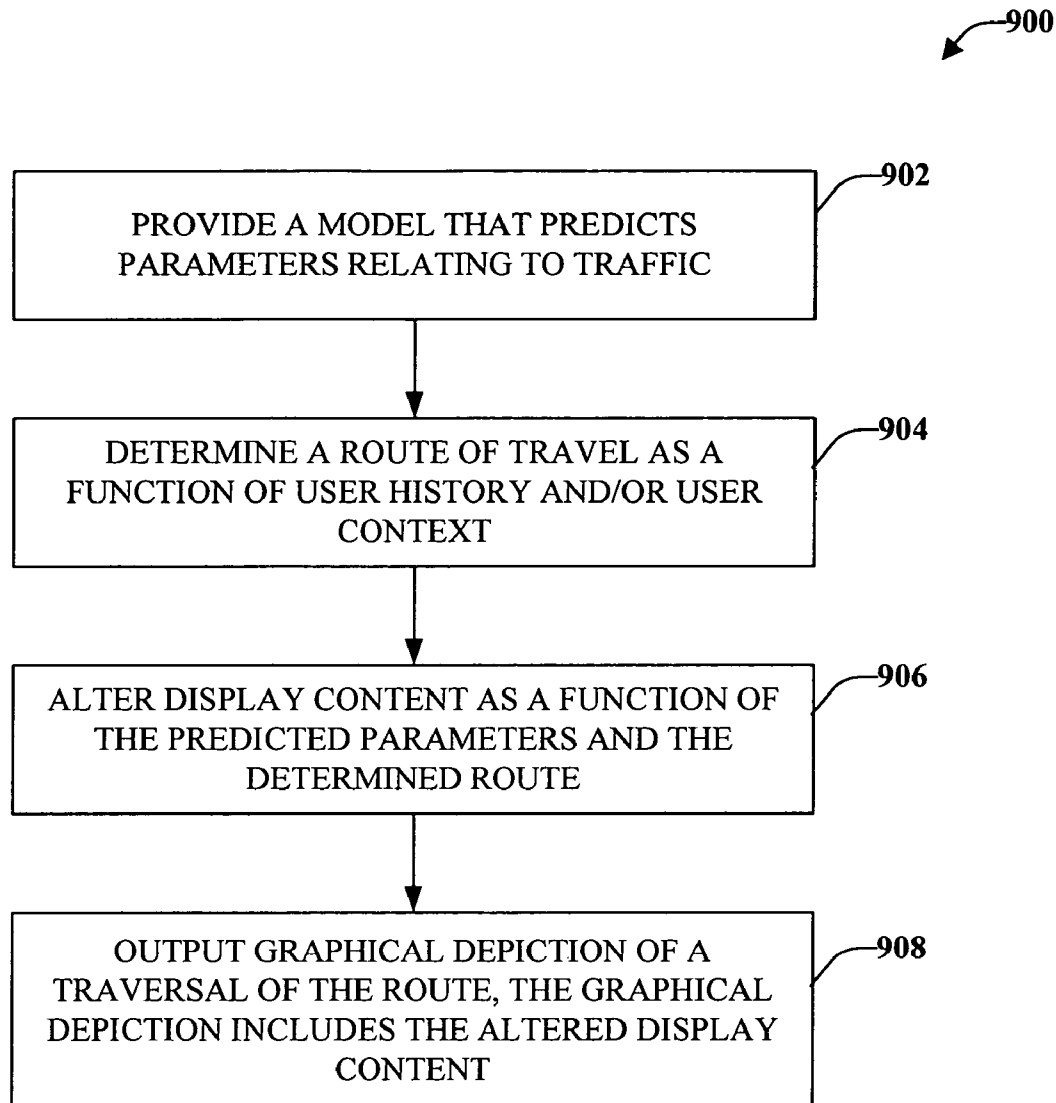 900
902
PROVIDE A MODEL THAT PREDICTS
PARAMETERS RELATING TO TRAFFIC
904
DETERMINE A ROUTE OF TRAVEL AS A
FUNCTION OF USER HISTORY AND/OR USER
CONTEXT
906
ALTER DISPLAY CONTENT AS A FUNCTION OF
THE PREDICTED PARAMETERS AND THE
DETERMINED ROUTE
908
OUTPUT GRAPHICAL DEPICTION OF A
TRAVERSAL OF THE ROUTE, THE GRAPHICAL
DEPICTION INCLUDES THE ALTERED DISPLAY
CONTENT